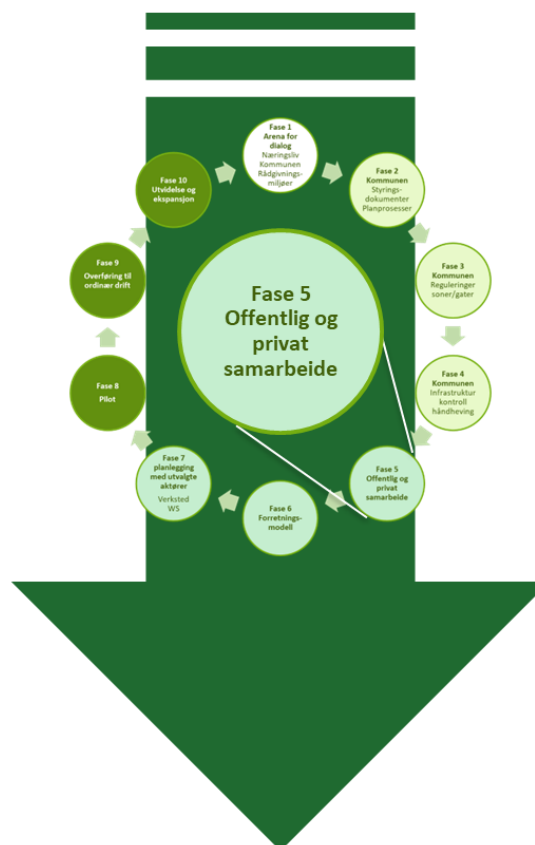 Fase 1
Arena for
dialog
Næringsliv
Kommunen
Rådgivnings-
miljøer
Fase 2
Kommunen
Styrings-
dokumenter
Planprosesser
Fase 3
Kommunen
Reguleringer
soner/gater
Fase 4
Kommunen
Infrastruktur
kontroll
håndheving
Fase 5
Offentlig og
privat
samarbeide
Fase 6
Forretnings-
modell
Fase 7
planlegging
med utvalgte
aktører
Verksted
WS
Fase 8
Pilot
Fase 9
Overføring til
ordinær drift
Fase 10
Utvidelse og
ekspansjon
Fase 5
Offentlig og
privat
samarbeide